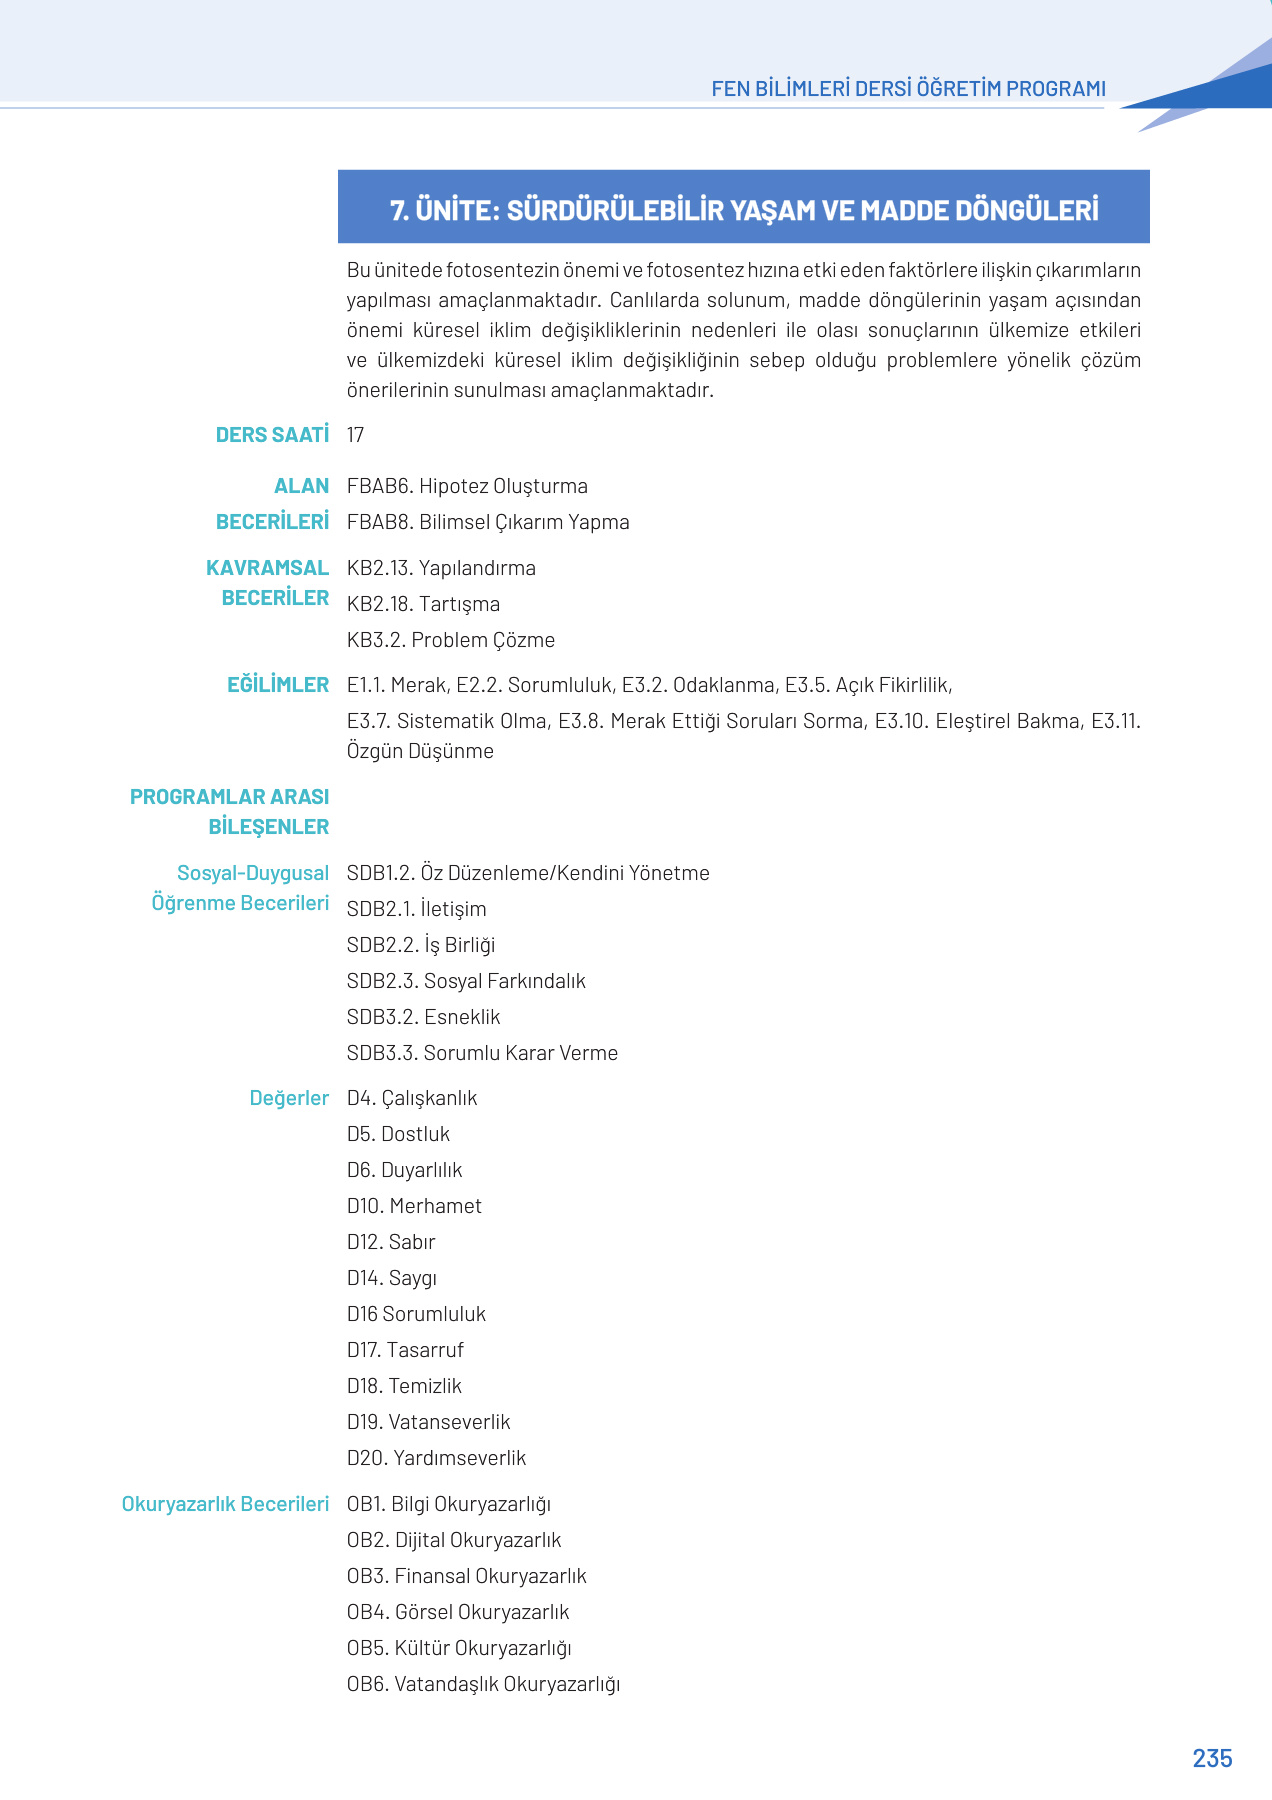 FEN BİLİMLERİ DERSİ ÖĞRETİM PROGRAMI
7. ÜNİTE: SÜRDÜRÜLEBİLİR YAŞAM VE MADDE DÖNGÜLERİ
Bu ünitede fotosentezin önemi ve fotosentez hızına etki eden faktörlere ilişkin çıkarımların
yapılması amaçlanmaktadır. Canlılarda solunum, madde döngülerinin yaşam açısından
önemi küresel iklim değişikliklerinin nedenleri ile olası sonuçlarının ülkemize etkileri
ve ülkemizdeki küresel iklim değişikliğinin sebep olduğu problemlere yönelik çözüm
önerilerinin sunulması amaçlanmaktadır.
DERS SAATİ 17
ALAN FBAB6. Hipotez Oluşturma
BECERİLERİ FBAB8. Bilimsel Çıkarım Yapma
KAVRAMSAL KB2.13. Yapılandırma
BECERİLER KB2.18. Tartışma
KB3.2. Problem Çözme
EĞİLİMLER E1.1. Merak, E2.2. Sorumluluk, E3.2. Odaklanma, E3.5. Açık Fikirlilik,
E3.7. Sistematik Olma, E3.8. Merak Ettiği Soruları Sorma, E3.10. Eleştirel Bakma, E3.11.
Özgün Düşünme
PROGRAMLAR ARASI
BİLEŞENLER
Sosyal-Duygusal SDB1.2. Öz Düzenleme/Kendini Yönetme
Öğrenme Becerileri SDB2.1. İletişim
SDB2.2. İş Birliği
SDB2.3. Sosyal Farkındalık
SDB3.2. Esneklik
SDB3.3. Sorumlu Karar Verme
Değerler D4. Çalışkanlık
D5. Dostluk
D6. Duyarlılık
D10. Merhamet
D12. Sabır
D14. Saygı
D16 Sorumluluk
D17. Tasarruf
D18. Temizlik
D19. Vatanseverlik
D20. Yardımseverlik
Okuryazarlık Becerileri OB1. Bilgi Okuryazarlığı
OB2. Dijital Okuryazarlık
OB3. Finansal Okuryazarlık
OB4. Görsel Okuryazarlık
OB5. Kültür Okuryazarlığı
OB6. Vatandaşlık Okuryazarlığı
235